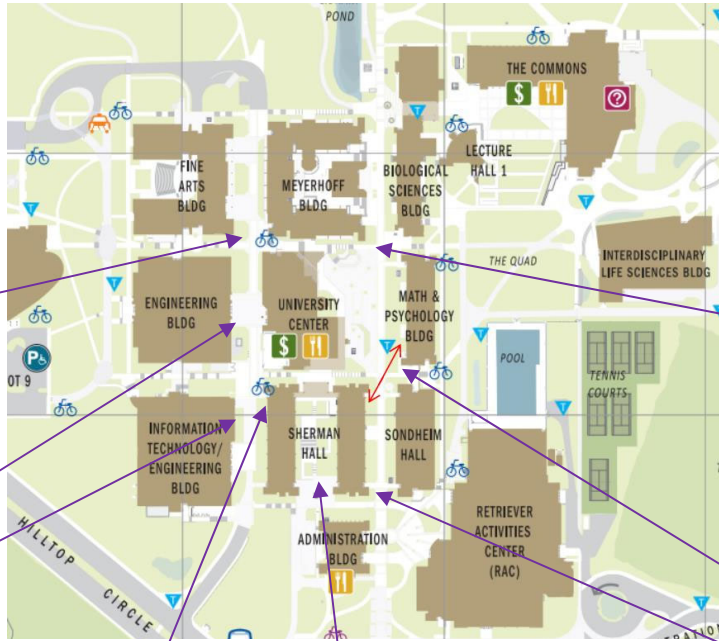 POND
THE COMMONS
$
?
LECTURE
HALL 1
FINE
ARTS
BLDG
MEYERHOFF
BLDG
BIOLOGICAL
SCIENCES
BLDG
T
THE QUAD
INTERDISCIPLINARY
LIFE SCIENCES BLDG
ENGINEERING
BLDG
UNIVERSITY
CENTER
$
MATH &
PSYCHOLOGY
BLDG
T
P
OT 9
POOL
TENNIS
COURTS
INFORMATION
TECHNOLOGY/
ENGINEERING
BLDG
SHERMAN
HALL
SONDHEIM
HALL
RETRIEVER
ACTIVITIES
CENTER
(RAC)
ADMINISTRATION
BLDG
HILLTOP
CIRCLE
T